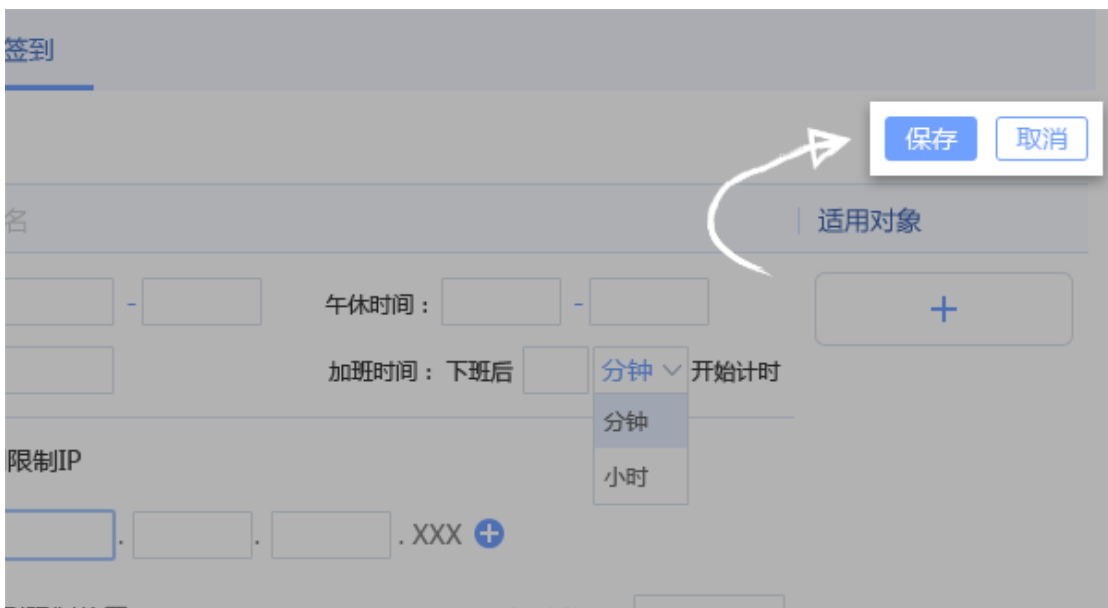 签到
保存 取消
名 适用对象
- 午休时间： - +
加班时间：下班后 分钟 开始计时
分钟
限制IP
小时
. . . XXX